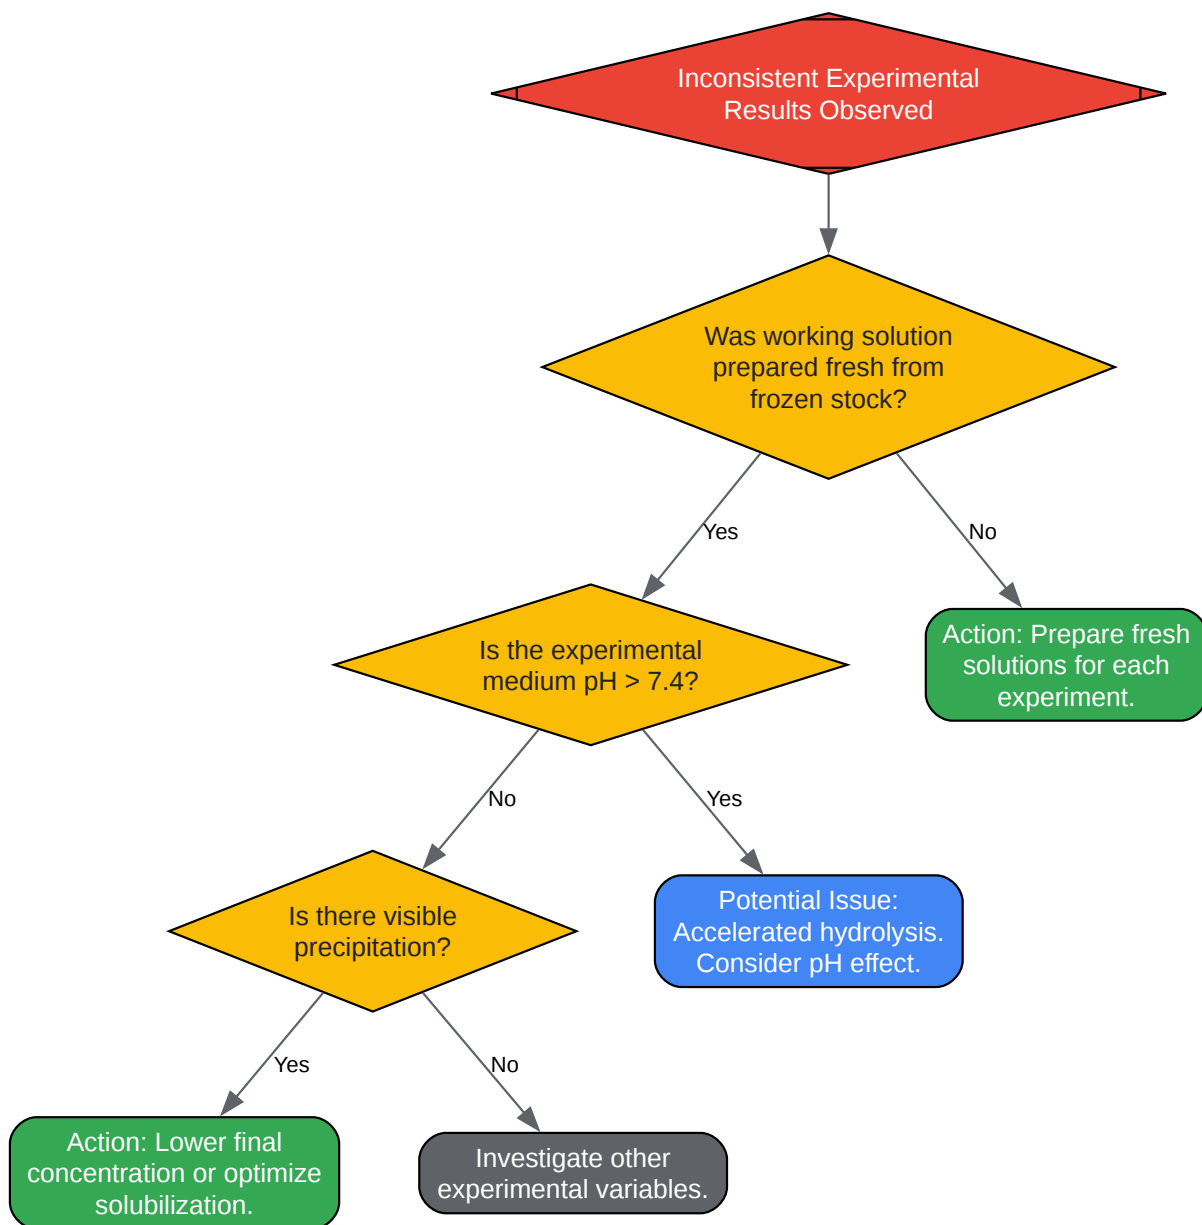 Inconsistent Experimental
Results Observed
Was working solution
prepared fresh from
frozen stock?
Yes
No
Is the experimental
medium pH > 7.4?
Action: Prepare fresh
solutions for each
experiment.
No
Yes
Is there visible
precipitation?
Potential Issue:
Accelerated hydrolysis.
Consider pH effect.
Yes
No
Action: Lower final
concentration or optimize
solubilization.
Investigate other
experimental variables.